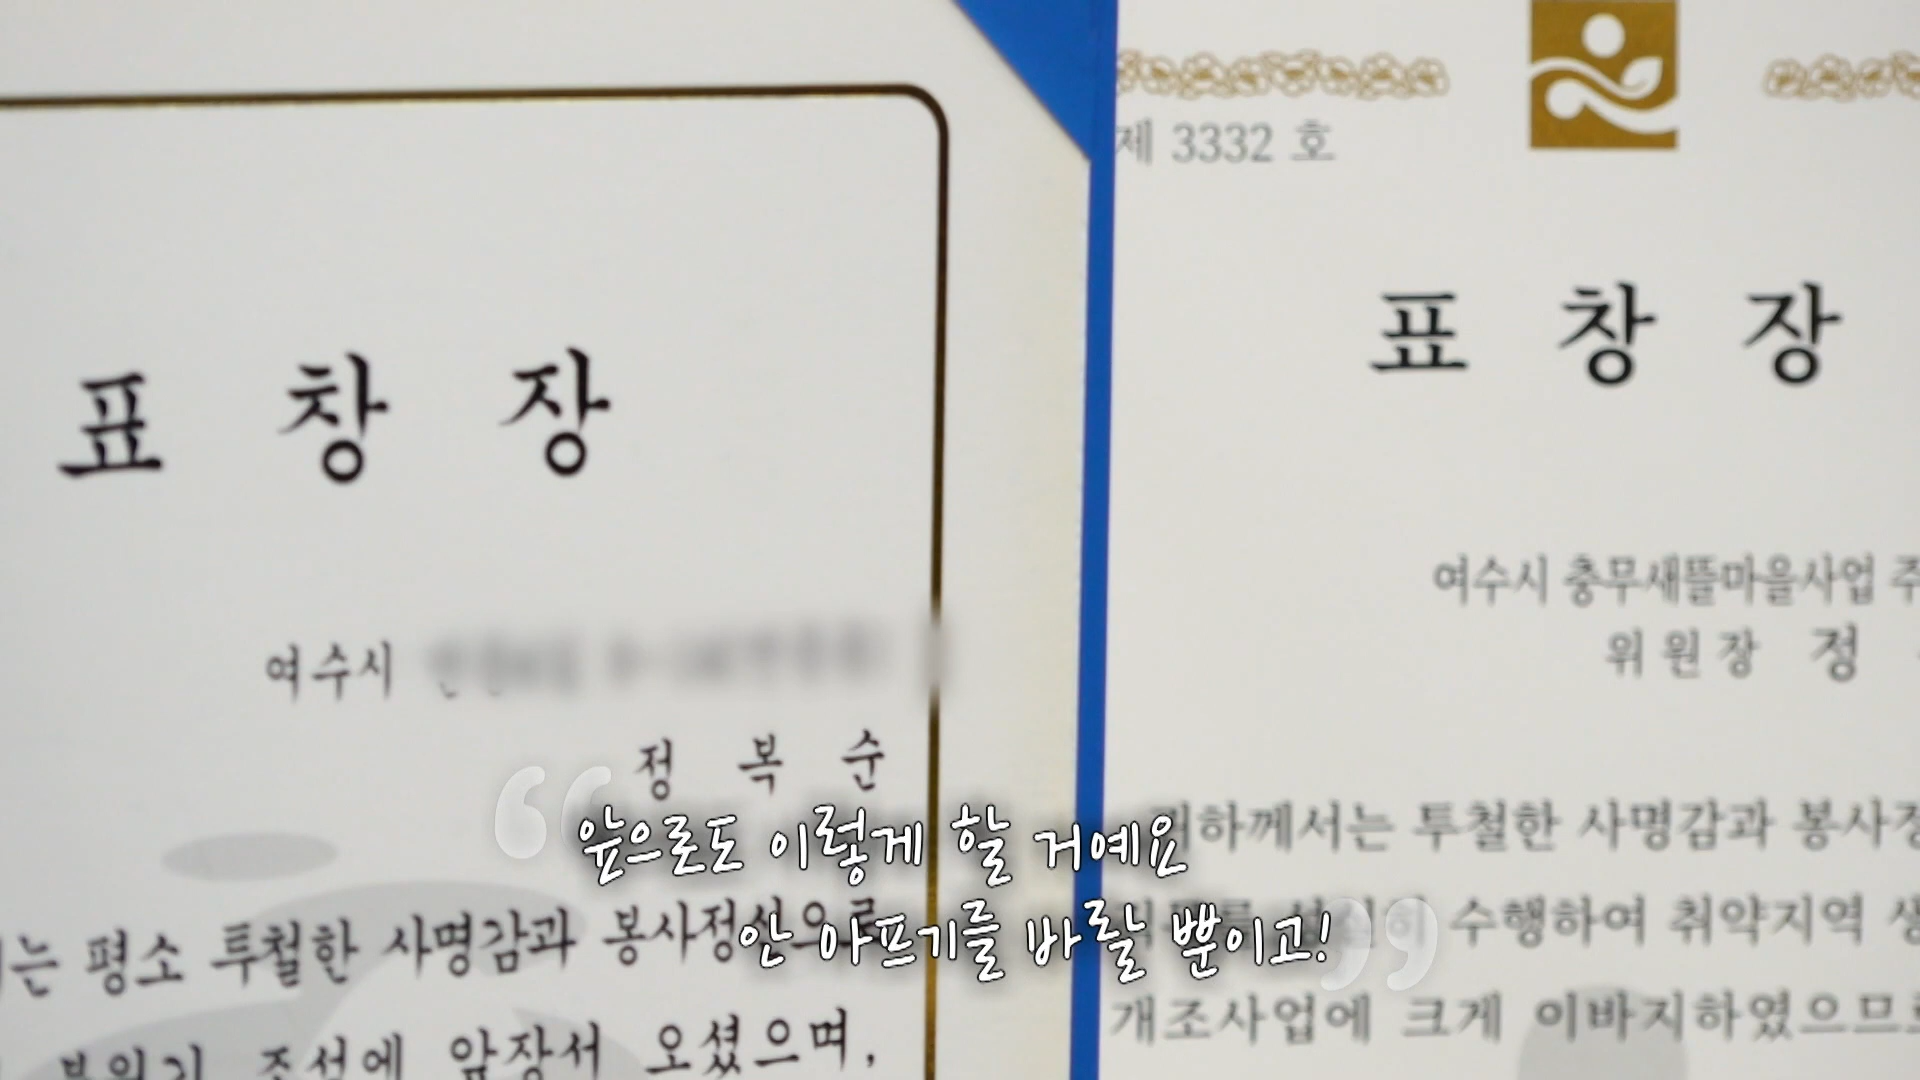 표 창 장
여수시
정 복 순
는 평소 투철한 사명감과 봉사정신으로
조성에 앞장서 오셨으며,
제 3332 호
표 창 장
여수시 충무새뜰마을사업 주
위원장 정
귀하께서는 투철한 사명감과 봉사정
수행하여 취약지역 생
개조사업에 크게 이바지하였으므로
“앞으로도 이렇게 할 거예요
안 아프기를 바랄 뿐이고!”